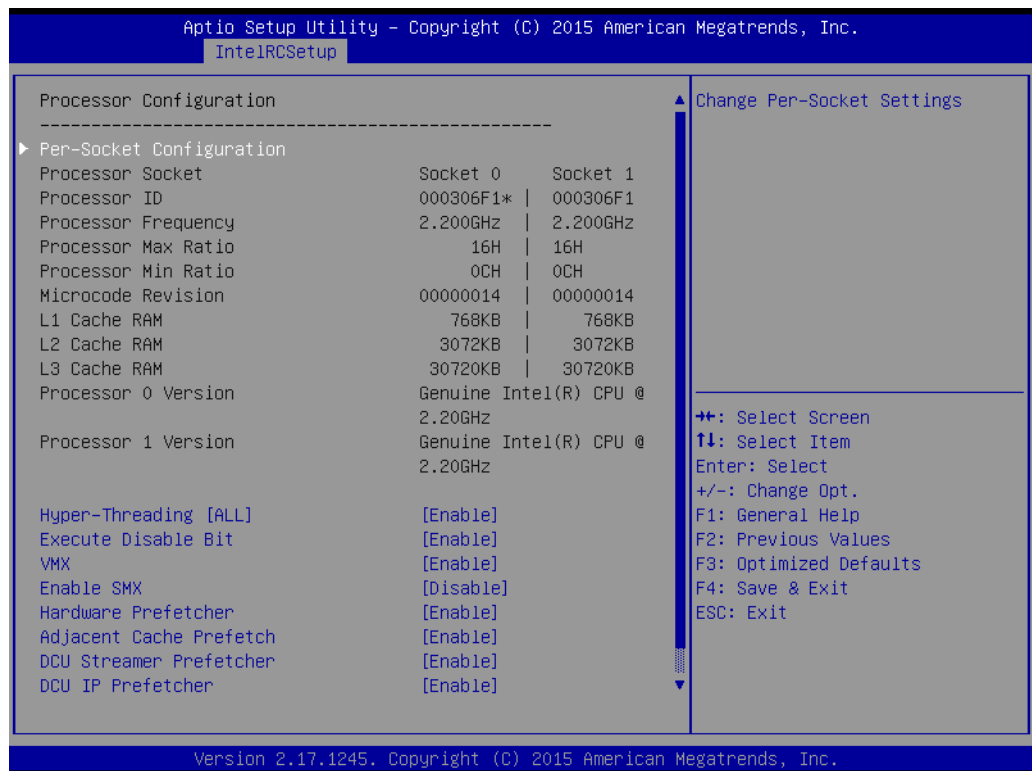 Aptio Setup Utility – Copyright (C) 2015 American Megatrends, Inc.
IntelRCSetup
Processor Configuration
--------------------------------------------------
Per-Socket Configuration
Processor Socket Socket 0 Socket 1
Processor ID 000306F1* | 000306F1
Processor Frequency 2.200GHz | 2.200GHz
Processor Max Ratio 16H | 16H
Processor Min Ratio 0CH | 0CH
Microcode Revision 00000014 | 00000014
L1 Cache RAM 768KB | 768KB
L2 Cache RAM 3072KB | 3072KB
L3 Cache RAM 30720KB | 30720KB
Processor 0 Version Genuine Intel(R) CPU @
2.20GHz
Processor 1 Version Genuine Intel(R) CPU @
2.20GHz
Hyper-Threading [ALL] [Enable]
Execute Disable Bit [Enable]
VMX [Enable]
Enable SMX [Disable]
Hardware Prefetcher [Enable]
Adjacent Cache Prefetch [Enable]
DCU Streamer Prefetcher [Enable]
DCU IP Prefetcher [Enable]
Change Per-Socket Settings
→←: Select Screen
↑↓: Select Item
Enter: Select
+/-: Change Opt.
F1: General Help
F2: Previous Values
F3: Optimized Defaults
F4: Save & Exit
ESC: Exit
Version 2.17.1245. Copyright (C) 2015 American Megatrends, Inc.